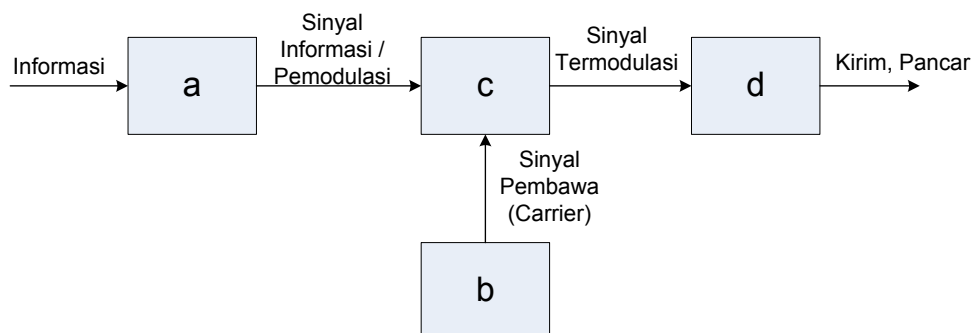 Informasi
a
Sinyal
Informasi /
Pemodulasi
c
Sinyal
Termodulasi
d
Kirim, Pancar
Sinyal
Pembawa
(Carrier)
b